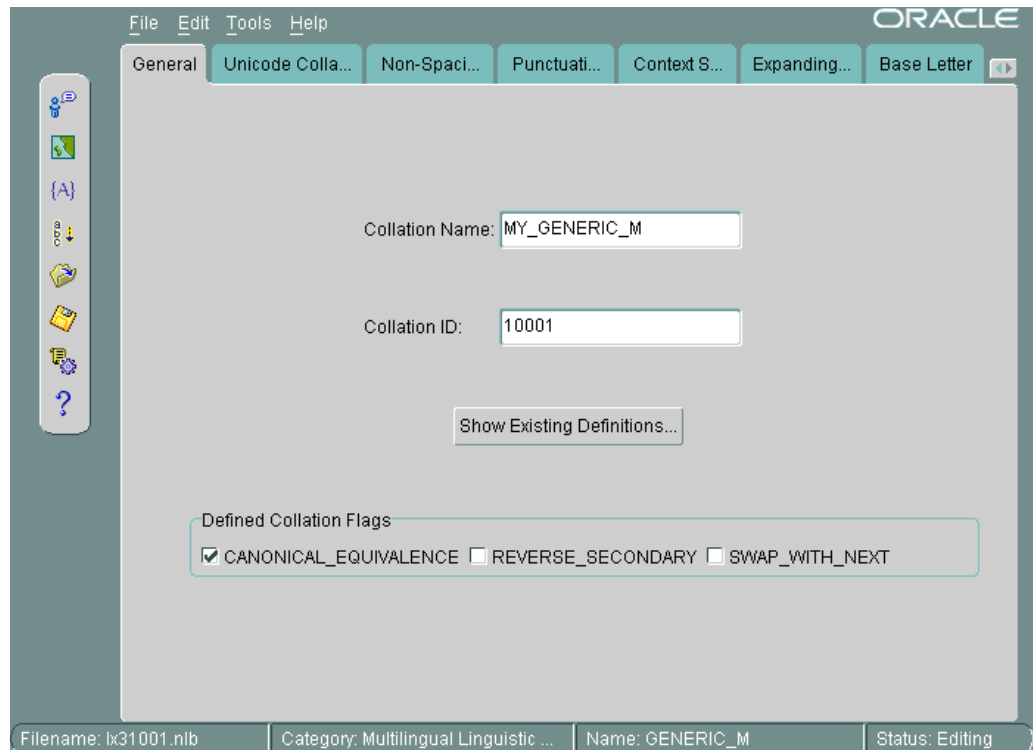 File Edit Tools Help
ORACLE
General Unicode Colla... Non-Spaci... Punctuati... Context S... Expanding... Base Letter
{A}
a
b
c
?
Collation Name: MY_GENERIC_M
Collation ID: 10001
Show Existing Definitions...
Defined Collation Flags
CANONICAL_EQUIVALENCE REVERSE_SECONDARY SWAP_WITH_NEXT
Filename: lx31001.nlb Category: Multilingual Linguistic ... Name: GENERIC_M Status: Editing